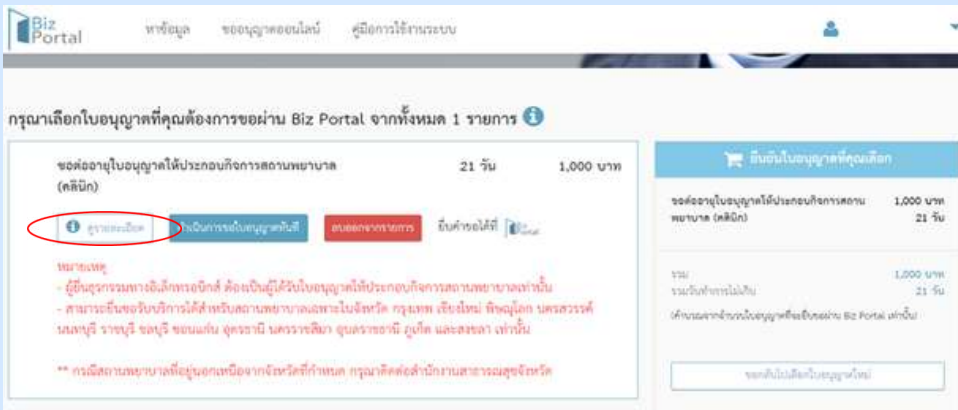 Biz
Portal
หาข้อมูล ขออนุญาตออนไลน์ คู่มือการใช้งานระบบ
กรุณาเลือกใบอนุญาตที่คุณต้องการขอผ่าน Biz Portal จากทั้งหมด 1 รายการ
ขอต่ออายุใบอนุญาตให้ประกอบกิจการสถานพยาบาล 21 วัน 1,000 บาท
(คลินิก)
ดูรายละเอียด ดำเนินการขอใบอนุญาตทันที ลบออกจากรายการ ยื่นคำขอได้ที่
หมายเหตุ
- ผู้ยื่นธุรกรรมทางอิเล็กทรอนิกส์ ต้องเป็นผู้ได้รับใบอนุญาตให้ประกอบกิจการสถานพยาบาลเท่านั้น
- สามารถยื่นขอรับบริการได้สำหรับสถานพยาบาลเฉพาะในจังหวัด กรุงเทพ เชียงใหม่ พิษณุโลก นครสวรรค์
นนทบุรี ราชบุรี ชลบุรี ขอนแก่น อุดรธานี นครราชสีมา อุบลราชธานี ภูเก็ต และสงขลา เท่านั้น
** กรณีสถานพยาบาลที่อยู่นอกเหนือจากจังหวัดที่กำหนด กรุณาติดต่อสำนักงานสาธารณสุขจังหวัด
ยืนยันใบอนุญาตที่คุณเลือก
ขอต่ออายุใบอนุญาตให้ประกอบกิจการสถาน 1,000 บาท
พยาบาล (คลินิก) 21 วัน
รวม 1,000 บาท
รวมวันทำการไม่เกิน 21 วัน
(คำนวณจากจำนวนใบอนุญาตที่จะยื่นขอผ่าน Biz Portal เท่านั้น)
ขอกลับไปเลือกใบอนุญาตใหม่